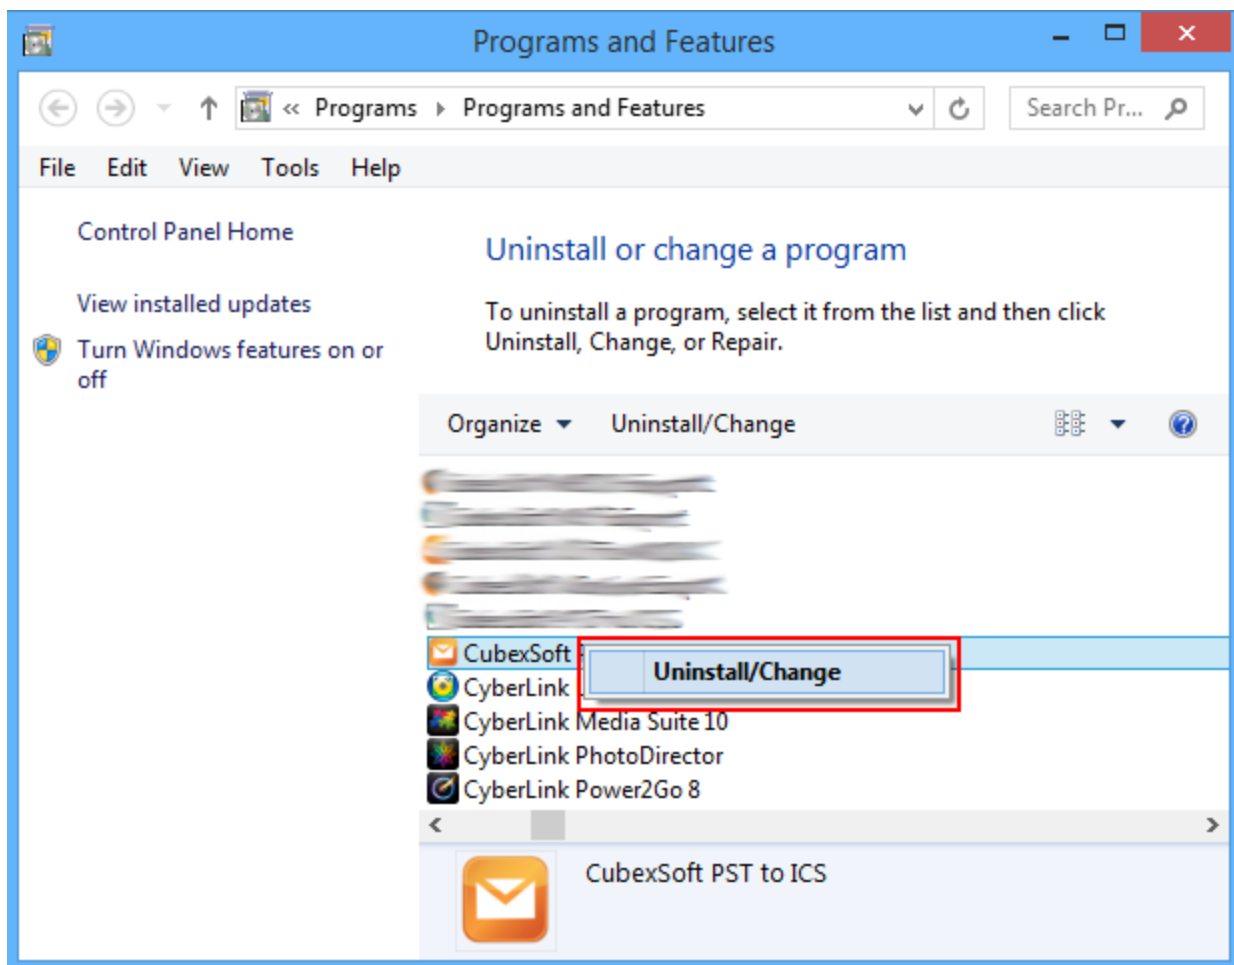 Programs and Features
« Programs Programs and Features Search Pr...
File Edit View Tools Help
Control Panel Home
View installed updates
Turn Windows features on or
off
Uninstall or change a program
To uninstall a program, select it from the list and then click
Uninstall, Change, or Repair.
Organize Uninstall/Change
CubexSoft
Uninstall/Change
CyberLink
CyberLink Media Suite 10
CyberLink PhotoDirector
CyberLink Power2Go 8
CubexSoft PST to ICS